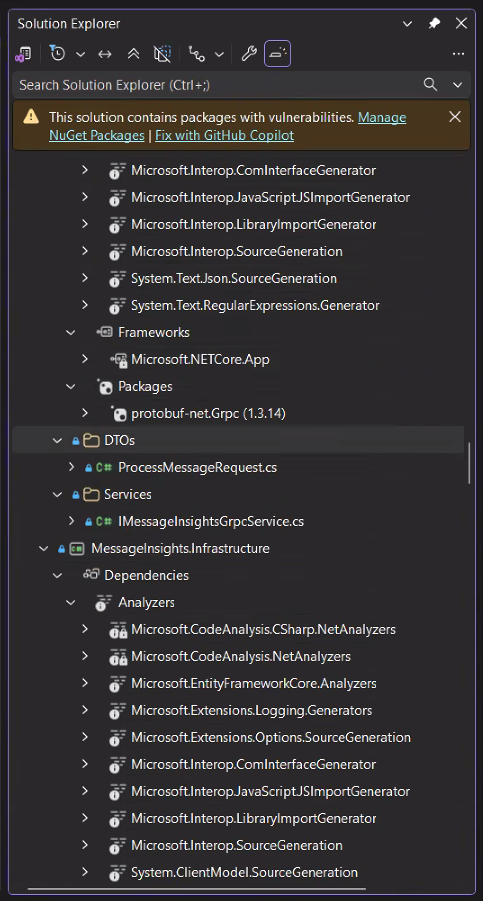 Solution Explorer
Search Solution Explorer (Ctrl+;)
This solution contains packages with vulnerabilities. Manage
NuGet Packages | Fix with GitHub Copilot
Microsoft.Interop.ComInterfaceGenerator
Microsoft.Interop.JavaScript.JSImportGenerator
Microsoft.Interop.LibraryImportGenerator
Microsoft.Interop.SourceGeneration
System.Text.Json.SourceGeneration
System.Text.RegularExpressions.Generator
Frameworks
Microsoft.NETCore.App
Packages
protobuf-net.Grpc (1.3.14)
DTOs
C# ProcessMessageRequest.cs
Services
C# IMessageInsightsGrpcService.cs
MessageInsights.Infrastructure
Dependencies
Analyzers
Microsoft.CodeAnalysis.CSharp.NetAnalyzers
Microsoft.CodeAnalysis.NetAnalyzers
Microsoft.EntityFrameworkCore.Analyzers
Microsoft.Extensions.Logging.Generators
Microsoft.Extensions.Options.SourceGeneration
Microsoft.Interop.ComInterfaceGenerator
Microsoft.Interop.JavaScript.JSImportGenerator
Microsoft.Interop.LibraryImportGenerator
Microsoft.Interop.SourceGeneration
System.ClientModel.SourceGeneration